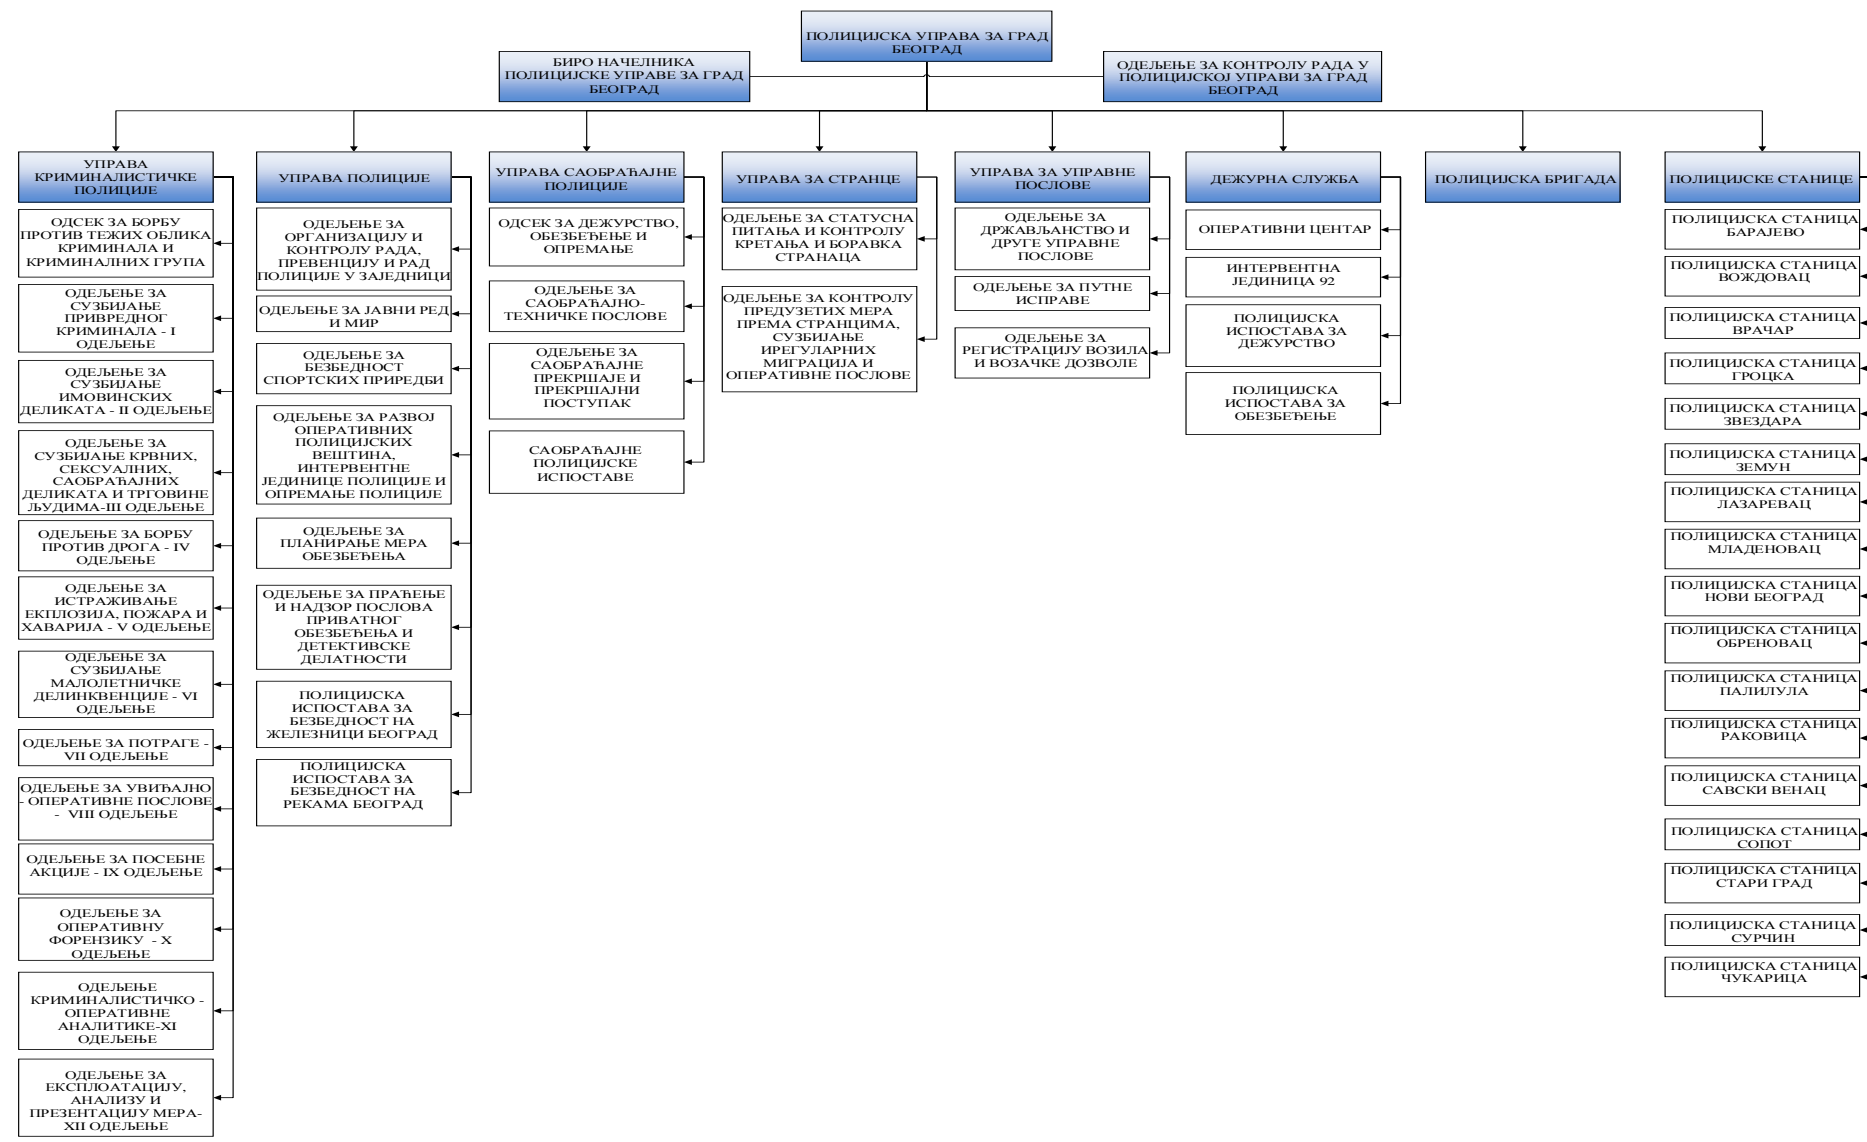 ПОЛИЦИЈСКА УПРАВА ЗА ГРАД
БЕОГРАД
БИРО НАЧЕЛНИКА
ПОЛИЦИЈСКЕ УПРАВЕ ЗА ГРАД
БЕОГРАД
ОДЕЉЕЊЕ ЗА КОНТРОЛУ РАДА У
ПОЛИЦИЈСКОЈ УПРАВИ ЗА ГРАД
БЕОГРАД
УПРАВА
КРИМИНАЛИСТИЧКЕ
ПОЛИЦИЈЕ
ОДСЕК ЗА БОРБУ
ПРОТИВ ТЕЖИХ ОБЛИКА
КРИМИНАЛА И
КРИМИНАЛНИХ ГРУПА
ОДЕЉЕЊЕ ЗА
СУЗБИЈАЊЕ
ПРИВРЕДНОГ
КРИМИНАЛА - I
ОДЕЉЕЊЕ
ОДЕЉЕЊЕ ЗА
СУЗБИЈАЊЕ
ИМОВИНСКИХ
ДЕЛИКАТА - II ОДЕЉЕЊЕ
ОДЕЉЕЊЕ ЗА
СУЗБИЈАЊЕ КРВНИХ,
СЕКСУАЛНИХ,
САОБРАЋАЈНИХ
ДЕЛИКАТА И ТРГОВИНЕ
ЉУДИМА-III ОДЕЉЕЊЕ
ОДЕЉЕЊЕ ЗА БОРБУ
ПРОТИВ ДРОГА - IV
ОДЕЉЕЊЕ
ОДЕЉЕЊЕ ЗА
ИСТРАЖИВАЊЕ
ЕКПЛОЗИЈА, ПОЖАРА И
ХАВАРИЈА - V ОДЕЉЕЊЕ
ОДЕЉЕЊЕ ЗА
СУЗБИЈАЊЕ
МАЛОЛЕТНИЧКЕ
ДЕЛИНКВЕНЦИЈЕ - VI
ОДЕЉЕЊЕ
ОДЕЉЕЊЕ ЗА ПОТРАГЕ -
VII ОДЕЉЕЊЕ
ОДЕЉЕЊЕ ЗА УВИЂАЈНО
- ОПЕРАТИВНЕ ПОСЛОВЕ
- VIII ОДЕЉЕЊЕ
ОДЕЉЕЊЕ ЗА ПОСЕБНЕ
АКЦИЈЕ - IX ОДЕЉЕЊЕ
ОДЕЉЕЊЕ ЗА
ОПЕРАТИВНУ
ФОРЕНЗИКУ - X
ОДЕЉЕЊЕ
ОДЕЉЕЊЕ
КРИМИНАЛИСТИЧКО -
ОПЕРАТИВНЕ
АНАЛИТИКЕ-XI
ОДЕЉЕЊЕ
ОДЕЉЕЊЕ ЗА
ЕКСПЛОАТАЦИЈУ,
АНАЛИЗУ И
ПРЕЗЕНТАЦИЈУ МЕРА-
XII ОДЕЉЕЊЕ
УПРАВА ПОЛИЦИЈЕ
ОДЕЉЕЊЕ ЗА
ОРГАНИЗАЦИЈУ И
КОНТРОЛУ РАДА,
ПРЕВЕНЦИЈУ И РАД
ПОЛИЦИЈЕ У ЗАЈЕДНИЦИ
ОДЕЉЕЊЕ ЗА ЈАВНИ РЕД
И МИР
ОДЕЉЕЊЕ ЗА
БЕЗБЕДНОСТ
СПОРТСКИХ ПРИРЕДБИ
ОДЕЉЕЊЕ ЗА РАЗВОЈ
ОПЕРАТИВНИХ
ПОЛИЦИЈСКИХ
ВЕШТИНА,
ИНТЕРВЕНТНЕ
ЈЕДИНИЦЕ ПОЛИЦИЈЕ И
ОПРЕМАЊЕ ПОЛИЦИЈЕ
ОДЕЉЕЊЕ ЗА
ПЛАНИРАЊЕ МЕРА
ОБЕЗБЕЂЕЊА
ОДЕЉЕЊЕ ЗА ПРАЋЕЊЕ
И НАДЗОР ПОСЛОВА
ПРИВАТНОГ
ОБЕЗБЕЂЕЊА И
ДЕТЕКТИВСКЕ
ДЕЛАТНОСТИ
ПОЛИЦИЈСКА
ИСПОСТАВА ЗА
БЕЗБЕДНОСТ НА
ЖЕЛЕЗНИЦИ БЕОГРАД
ПОЛИЦИЈСКА
ИСПОСТАВА ЗА
БЕЗБЕДНОСТ НА
РЕКАМА БЕОГРАД
УПРАВА САОБРАЋАЈНЕ
ПОЛИЦИЈЕ
ОДСЕК ЗА ДЕЖУРСТВО,
ОБЕЗБЕЂЕЊЕ И
ОПРЕМАЊЕ
ОДЕЉЕЊЕ ЗА
САОБРАЋАЈНО-
ТЕХНИЧКЕ ПОСЛОВЕ
ОДЕЉЕЊЕ ЗА
САОБРАЋАЈНЕ
ПРЕКРШАЈЕ И
ПРЕКРШАЈНИ
ПОСТУПАК
САОБРАЋАЈНЕ
ПОЛИЦИЈСКЕ
ИСПОСТАВЕ
УПРАВА ЗА СТРАНЦЕ
ОДЕЉЕЊЕ ЗА СТАТУСНА
ПИТАЊА И КОНТРОЛУ
КРЕТАЊА И БОРАВКА
СТРАНАЦА
ОДЕЉЕЊЕ ЗА КОНТРОЛУ
ПРЕДУЗЕТИХ МЕРА
ПРЕМА СТРАНЦИМА,
СУЗБИЈАЊЕ
ИРЕГУЛАРНИХ
МИГРАЦИЈА И
ОПЕРАТИВНЕ ПОСЛОВЕ
УПРАВА ЗА УПРАВНЕ
ПОСЛОВЕ
ОДЕЉЕЊЕ ЗА
ДРЖАВЉАНСТВО И
ДРУГЕ УПРАВНЕ
ПОСЛОВЕ
ОДЕЉЕЊЕ ЗА ПУТНЕ
ИСПРАВЕ
ОДЕЉЕЊЕ ЗА
РЕГИСТРАЦИЈУ ВОЗИЛА
И ВОЗАЧКЕ ДОЗВОЛЕ
ДЕЖУРНА СЛУЖБА
ОПЕРАТИВНИ ЦЕНТАР
ИНТЕРВЕНТНА
ЈЕДИНИЦА 92
ПОЛИЦИЈСКА
ИСПОСТАВА ЗА
ДЕЖУРСТВО
ПОЛИЦИЈСКА
ИСПОСТАВА ЗА
ОБЕЗБЕЂЕЊЕ
ПОЛИЦИЈСКА БРИГАДА
ПОЛИЦИЈСКЕ СТАНИЦЕ
ПОЛИЦИЈСКА СТАНИЦА
БАРАЈЕВО
ПОЛИЦИЈСКА СТАНИЦА
ВОЖДОВАЦ
ПОЛИЦИЈСКА СТАНИЦА
ВРАЧАР
ПОЛИЦИЈСКА СТАНИЦА
ГРОЦКА
ПОЛИЦИЈСКА СТАНИЦА
ЗВЕЗДАРА
ПОЛИЦИЈСКА СТАНИЦА
ЗЕМУН
ПОЛИЦИЈСКА СТАНИЦА
ЛАЗАРЕВАЦ
ПОЛИЦИЈСКА СТАНИЦА
МЛАДЕНОВАЦ
ПОЛИЦИЈСКА СТАНИЦА
НОВИ БЕОГРАД
ПОЛИЦИЈСКА СТАНИЦА
ОБРЕНОВАЦ
ПОЛИЦИЈСКА СТАНИЦА
ПАЛИЛУЛА
ПОЛИЦИЈСКА СТАНИЦА
РАКОВИЦА
ПОЛИЦИЈСКА СТАНИЦА
САВСКИ ВЕНАЦ
ПОЛИЦИЈСКА СТАНИЦА
СОПОТ
ПОЛИЦИЈСКА СТАНИЦА
СТАРИ ГРАД
ПОЛИЦИЈСКА СТАНИЦА
СУРЧИН
ПОЛИЦИЈСКА СТАНИЦА
ЧУКАРИЦА